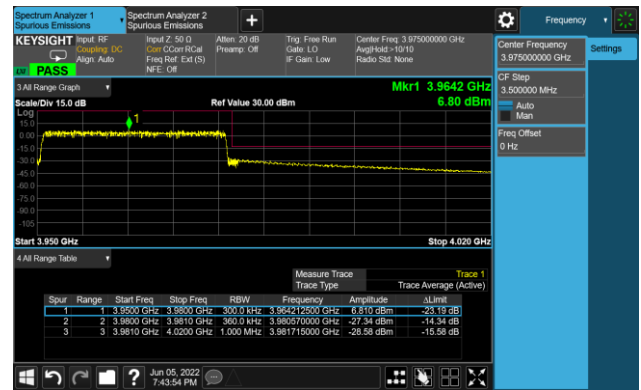 Spectrum Analyzer 1
Spurious Emissions
Spectrum Analyzer 2
Spurious Emissions
+
Frequency
KEYSIGHT
Input: RF
Coupling: DC
Align: Auto
Input Z: 50 Ω
Corr CCorr RCal
Freq Ref: Ext (S)
NFE: Off
Atten: 20 dB
Preamp: Off
Trig: Free Run
Gate: LO
IF Gain: Low
Center Freq: 3.975000000 GHz
Avg|Hold:>10/10
Radio Std: None
PASS
Center Frequency
3.975000000 GHz
Settings
CF Step
3.500000 MHz
Auto
Man
Freq Offset
0 Hz
3 All Range Graph
Mkr1 3.9642 GHz
Scale/Div 15.0 dB
Ref Value 30.00 dBm
6.80 dBm
Log
15.0
0.00
-15.0
-30.0
-45.0
-60.0
-75.0
-90.0
-105
1
Start 3.950 GHz
Stop 4.020 GHz
4 All Range Table
Measure Trace Trace 1
Trace Type Trace Average (Active)
Spur Range Start Freq Stop Freq RBW Frequency Amplitude ΔLimit
1 1 3.9500 GHz 3.9800 GHz 300.0 kHz 3.964212500 GHz 6.810 dBm -23.19 dB
2 2 3.9800 GHz 3.9810 GHz 360.0 kHz 3.980570000 GHz -27.34 dBm -14.34 dB
3 3 3.9810 GHz 4.0200 GHz 1.000 MHz 3.981715000 GHz -28.58 dBm -15.58 dB
?
Jun 05, 2022
7:43:54 PM